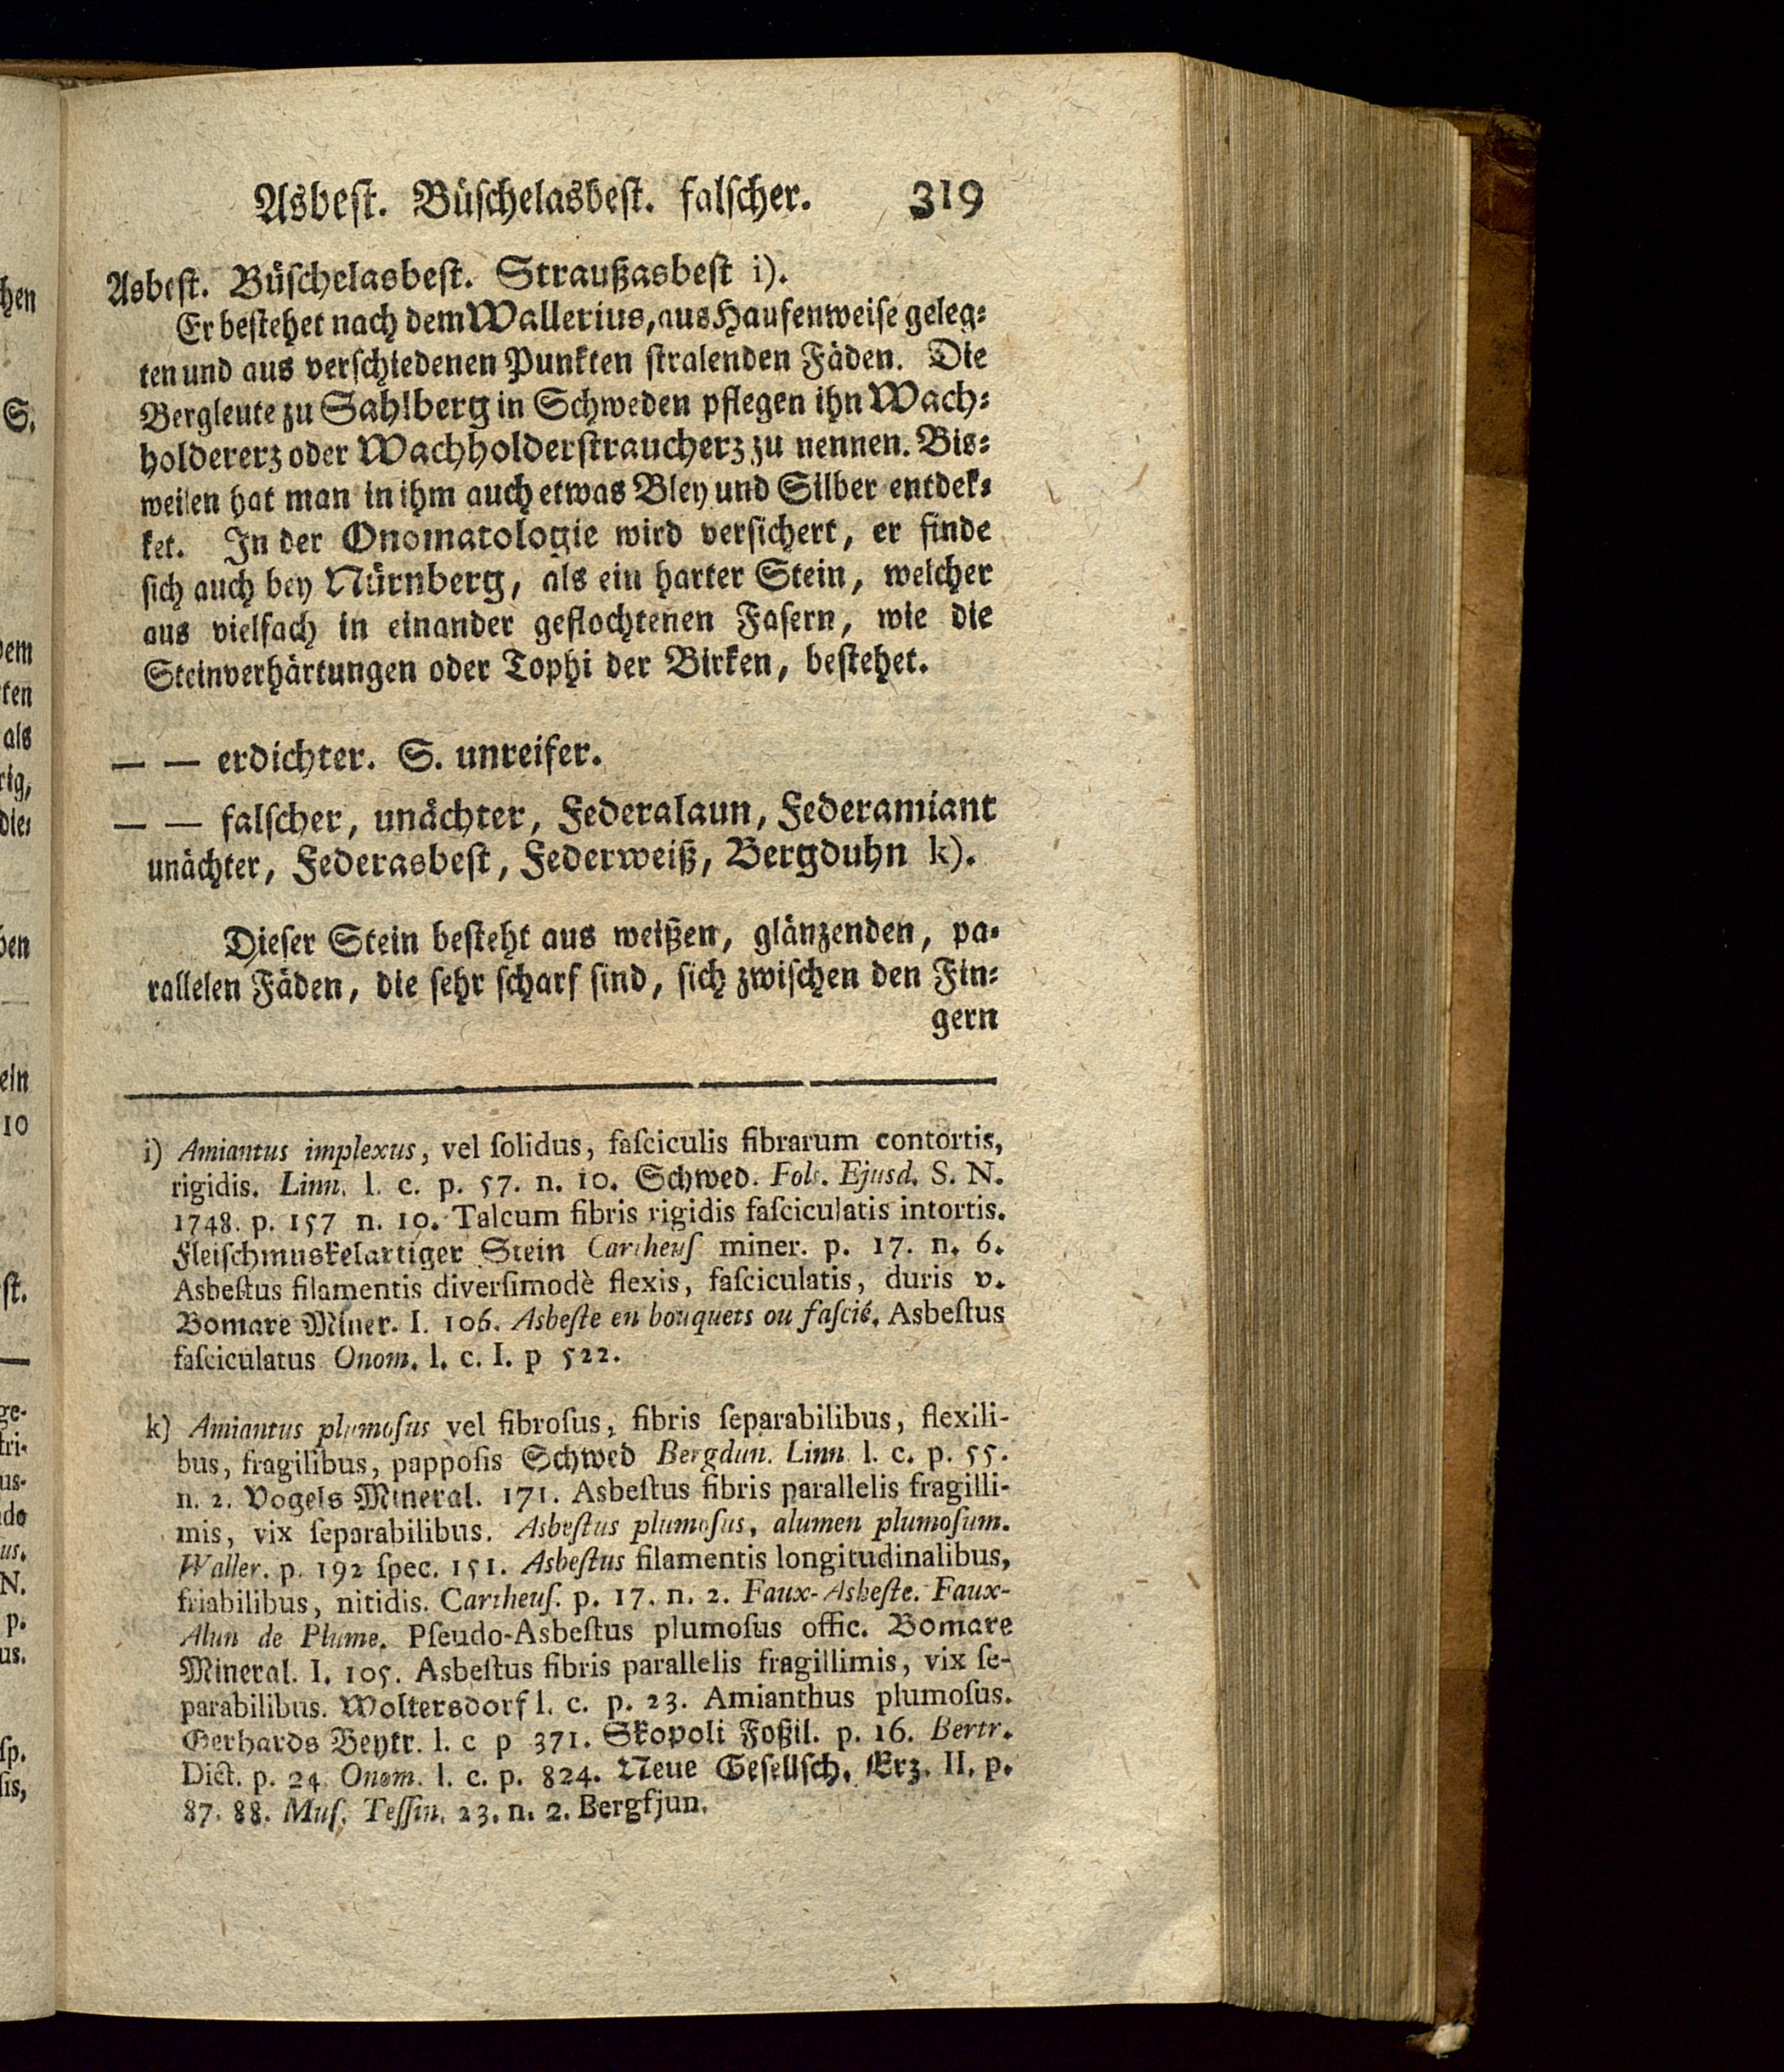 Asbest. Büschelasbest. falscher. 319
Asbest. Büschelasbest. Straußasbest i).
Er bestehet nach dem Wallerius, aus Haufenweise geleg-
ten und aus verschiedenen Punkten stralenden Fäden. Die
Bergleute zu Sahlberg in Schweden pflegen ihn Wach-
holdererz oder Wachholderstraucherz zu nennen. Bis-
weilen hat man in ihm auch etwas Bley und Silber entdek-
ket. In der Onomatologie wird versichert, er finde
sich auch bey Nürnberg, als ein harter Stein, welcher
aus vielfach in einander geflochtenen Fasern, wie die
Steinverhärtungen oder Tophi der Birken, bestehet.
— — erdichter. S. unreifer.
— — falscher, unächter, Federalaun, Federamiant
unächter, Federasbest, Federweiß, Bergduhn k).
Dieser Stein besteht aus weißen, glänzenden, pa-
rallelen Fäden, die sehr scharf sind, sich zwischen den Fin-
gern
i) Amiantus implexus, vel solidus, fasciculis fibrarum contortis,
rigidis. Linn. l. c. p. 57. n. 10. Schwed. Ejusd. S. N.
1748. p. 157 n. 10. Talcum fibris rigidis fasciculatis intortis.
Fleischmuskelartiger Stein Cartheus miner. p. 17. n. 6.
Asbestus filamentis diversimodè flexis, fasciculatis, duris v.
Bomare Miner. I. 106. Asbeste en bouquets ou fascié. Asbestus
fasciculatus Onom. l. c. I. p 522.
k) Amiantus plumosus vel fibrosus, fibris separabilibus, flexili-
bus, fragilibus, papposis Schwed Bergdun. Linn l. c. p. 55.
n. 2. Vogels Mineral. 171. Asbestus fibris parallelis fragilli-
mis, vix separabilibus. Asbestus plumosus, alumen plumosum.
Waller. p. 192 spec. 151. Asbestus filamentis longitudinalibus,
friabilibus, nitidis. Cartheus. p. 17. n. 2. Faux-Asbeste. Faux-
Alun de Plume. Pseudo-Asbestus plumosus offic. Bomare
Mineral. I. 105. Asbestus fibris parallelis fragillimis, vix se-
parabilibus. Woltersdorf l. c. p. 23. Amianthus plumosus.
Gerhards Beytr. l. c p 371. Skopoli Foßil. p. 16. Bertr.
Dict. p. 24 Onom. l. c. p. 824. Neue Gesellsch. Erz. II. p.
87. 88. Mus. Tessin. 23. n. 2. Bergfjun.